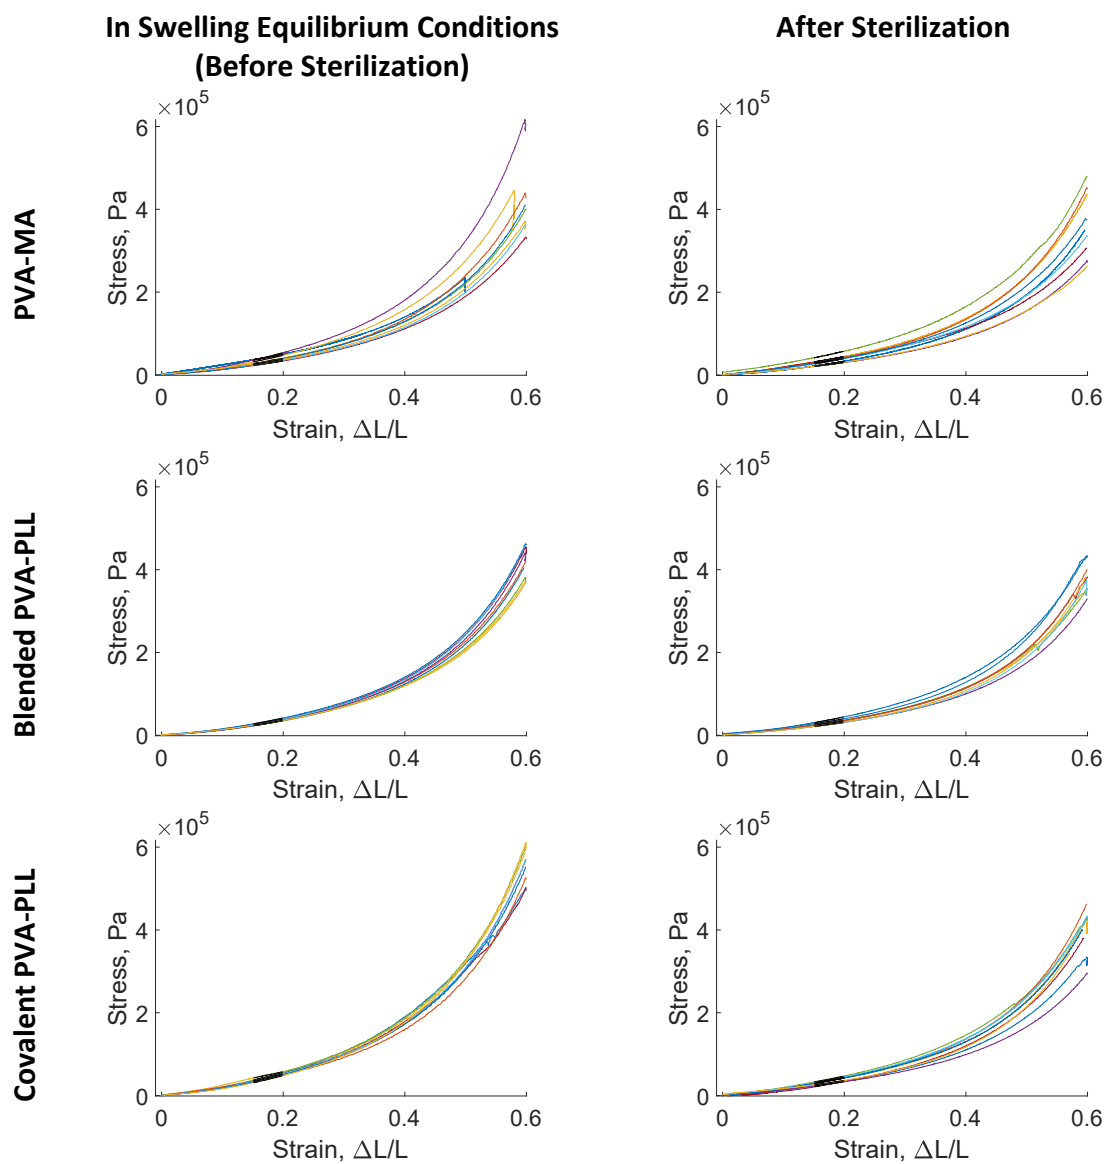 In Swelling Equilibrium Conditions
(Before Sterilization)
After Sterilization
PVA-MA
×10^5
Stress, Pa
6
4
2
0
0 0.2 0.4 0.6
Strain, ΔL/L
×10^5
Stress, Pa
6
4
2
0
0 0.2 0.4 0.6
Strain, ΔL/L
Blended PVA-PLL
×10^5
Stress, Pa
6
4
2
0
0 0.2 0.4 0.6
Strain, ΔL/L
×10^5
Stress, Pa
6
4
2
0
0 0.2 0.4 0.6
Strain, ΔL/L
Covalent PVA-PLL
×10^5
Stress, Pa
6
4
2
0
0 0.2 0.4 0.6
Strain, ΔL/L
×10^5
Stress, Pa
6
4
2
0
0 0.2 0.4 0.6
Strain, ΔL/L